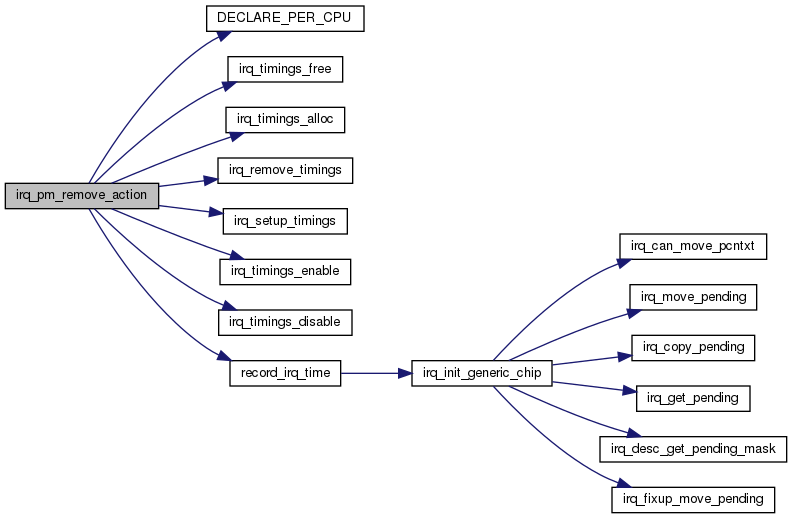 DECLARE_PER_CPU
irq_timings_free
irq_timings_alloc
irq_remove_timings
irq_pm_remove_action
irq_setup_timings
irq_can_move_pcntxt
irq_timings_enable
irq_move_pending
irq_timings_disable
irq_copy_pending
record_irq_time
irq_init_generic_chip
irq_get_pending
irq_desc_get_pending_mask
irq_fixup_move_pending